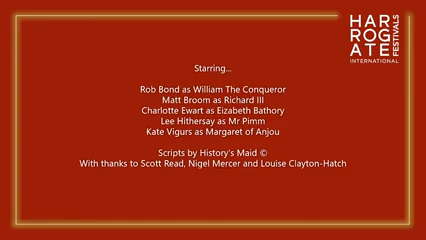 HAR
ROG
ATE
INTERNATIONAL
FESTIVALS
Starring...
Rob Bond as William The Conqueror
Matt Broom as Richard III
Charlotte Ewart as Eizabeth Bathory
Lee Hithersay as Mr Pimm
Kate Vigurs as Margaret of Anjou
Scripts by History's Maid ©
With thanks to Scott Read, Nigel Mercer and Louise Clayton-Hatch